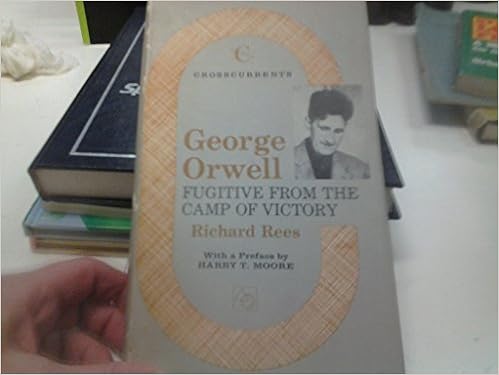 C
CROSSCURRENTS
George
Orwell
FUGITIVE FROM THE
CAMP OF VICTORY
Richard Rees
With a Preface by
HARRY T. MOORE